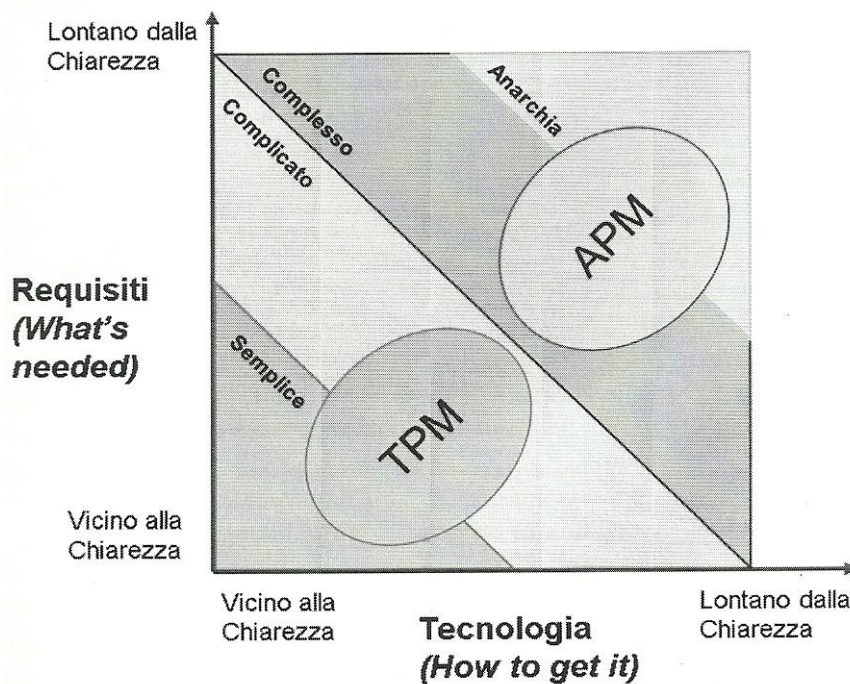 Lontano dalla
Chiarezza
Anarchia
Complesso
Complicato
APM
Requisiti
(What's
needed)
Semplice
TPM
Vicino alla
Chiarezza
Vicino alla
Chiarezza
Tecnologia
(How to get it)
Lontano dalla
Chiarezza